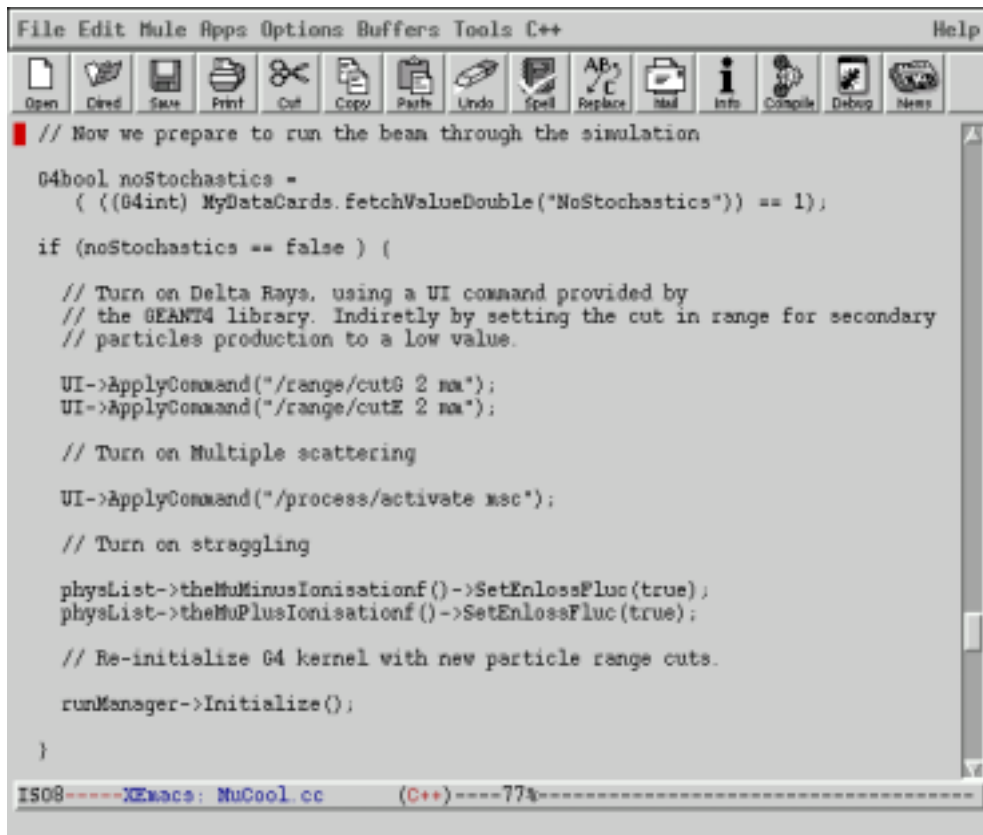 File Edit Mule Apps Options Buffers Tools C++ Help
Open Dired Save Print Cut Copy Paste Undo Spell Replace Mail Info Compile Debug News
// Now we prepare to run the beam through the simulation
G4bool noStochastics =
( ((G4int) MyDataCards.fetchValueDouble("NoStochastics")) == 1);
if (noStochastics == false ) {
// Turn on Delta Rays, using a UI command provided by
// the GEANT4 library. Indiretly by setting the cut in range for secondary
// particles production to a low value.
UI->ApplyCommand("/range/cutG 2 mm");
UI->ApplyCommand("/range/cutE 2 mm");
// Turn on Multiple scattering
UI->ApplyCommand("/process/activate msc");
// Turn on straggling
physList->theMuMinusIonisationf()->SetEnlossFluc(true);
physList->theMuPlusIonisationf()->SetEnlossFluc(true);
// Re-initialize G4 kernel with new particle range cuts.
runManager->Initialize();
}
ISO8-----XEmacs: MuCool.cc (C++)----77%------------------------------------